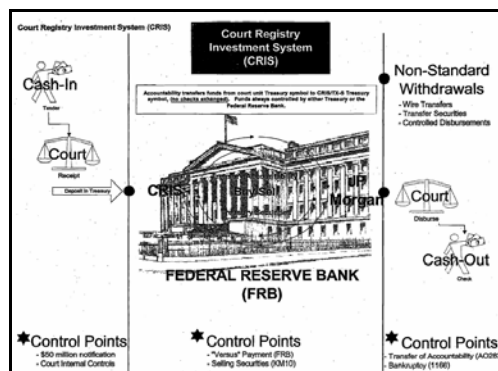 Court Registry Investment System (CRIS)
Court Registry
Investment System
(CRIS)
Accountability transfers funds from court unit Treasury symbol to CRIS/TX-S Treasury
symbol, (no checks exhanged). Funds always controlled by either Treasury or the
Federal Reserve Bank.
Cash-In
Tender
Court
Receipt
Deposit in Treasury
CRIS
Buy/Sell
JP
Morgan
FEDERAL RESERVE BANK
(FRB)
Non-Standard
Withdrawals
- Wire Transfers
- Transfer Securities
- Controlled Disbursements
Court
Disburse
Cash-Out
Check
Control Points
- $50 million notification
- Court Internal Controls
Control Points
- "Versus" Payment (FRB)
- Selling Securities (KM10)
Control Points
- Transfer of Accountability (AO28
- Bankruptcy (1166)